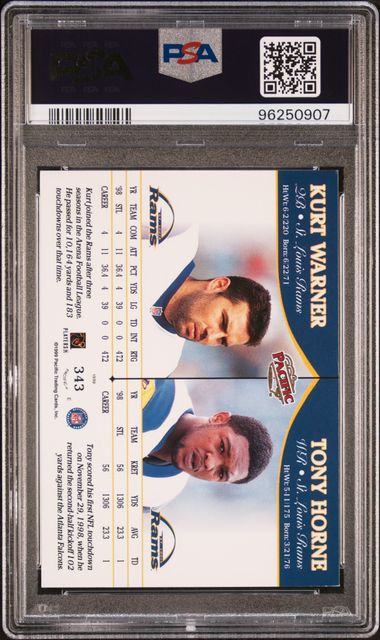 PSA
96250907
KURT WARNER
QB • St. Louis Rams
Ht/Wt: 6-2/220 Born: 6/22/71
Rams
YR TEAM COM ATT PCT YDS LG TD INT RTG
'98 STL 4 11 36.4 39 0 0 47.2
CAREER 4 11 36.4 39 0 0 47.2
Kurt joined the Rams after three
seasons in the Arena Football League.
He passed for 10,164 yards and 183
touchdowns over that time.
PACIFIC
TONY HORNE
WR • St. Louis Rams
Ht/Wt: 5-11/175 Born: 3/21/76
Rams
YR TEAM KRET YDS AVG TD
'98 STL 56 1306 23.3 1
CAREER 56 1306 23.3 1
Tony scored his first NFL touchdown
on November 29, 1998, when he
returned the second-half kickoff 102
yards against the Atlanta Falcons.
PLAYERS
343
©1999 Pacific Trading Cards, Inc.